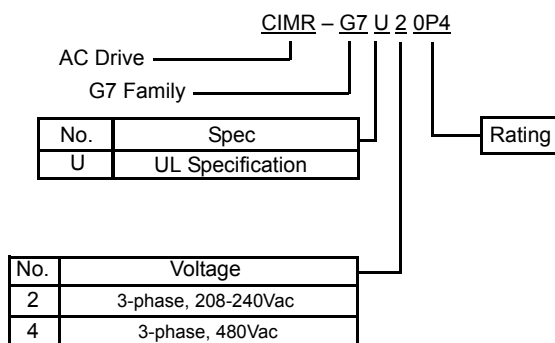 CIMR – G7 U 2 0P4
AC Drive
G7 Family
No. Spec
U UL Specification
Rating
No. Voltage
2 3-phase, 208-240Vac
4 3-phase, 480Vac